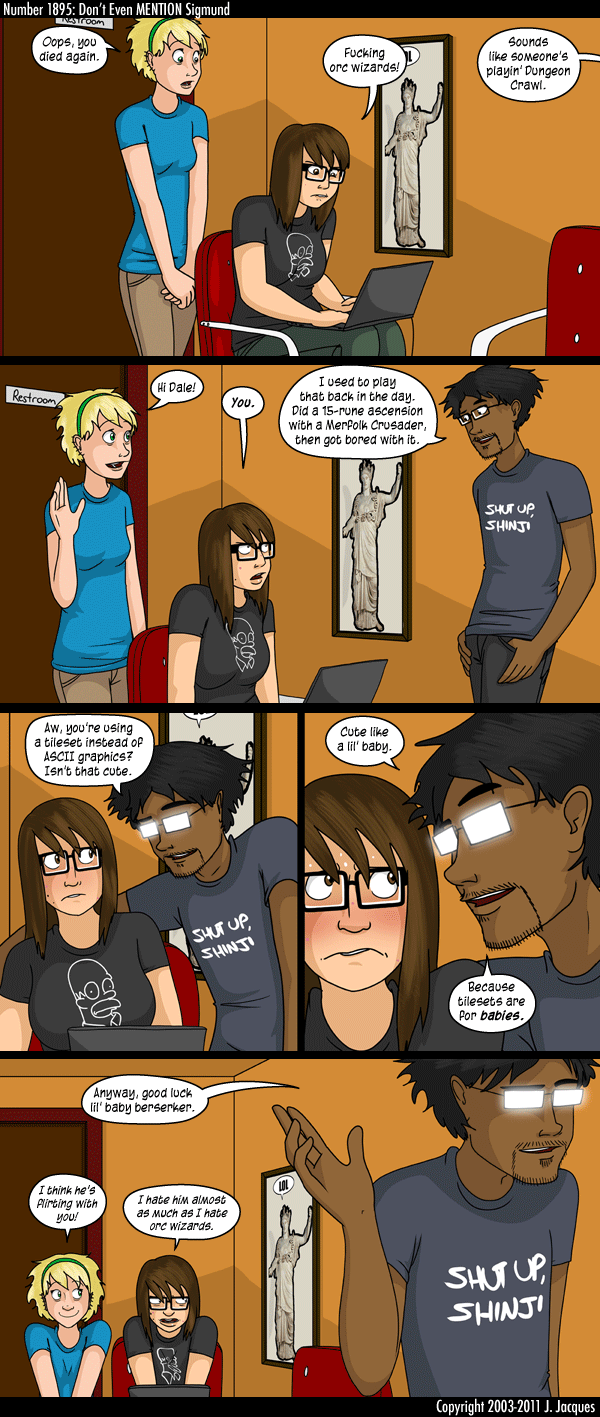 Number 1895: Don't Even MENTION Sigmund
Restroom
Oops, you
died again.
Fucking
orc wizards!
LOL
Sounds
like someone's
playin' Dungeon
Crawl.
Restroom
Hi Dale!
You.
I used to play
that back in the day.
Did a 15-rune ascension
with a Merfolk Crusader,
then got bored with it.
SHUT UP,
SHINJI
Aw, you're using
a tileset instead of
ASCII graphics?
Isn't that cute.
SHUT UP,
SHINJI
Cute like
a lil' baby.
Because
tilesets are
for babies.
Anyway, good luck
lil' baby berserker.
I think he's
flirting with
you!
I hate him almost
as much as I hate
orc wizards.
LOL
SHUT UP,
SHINJI
Copyright 2003-2011 J. Jacques